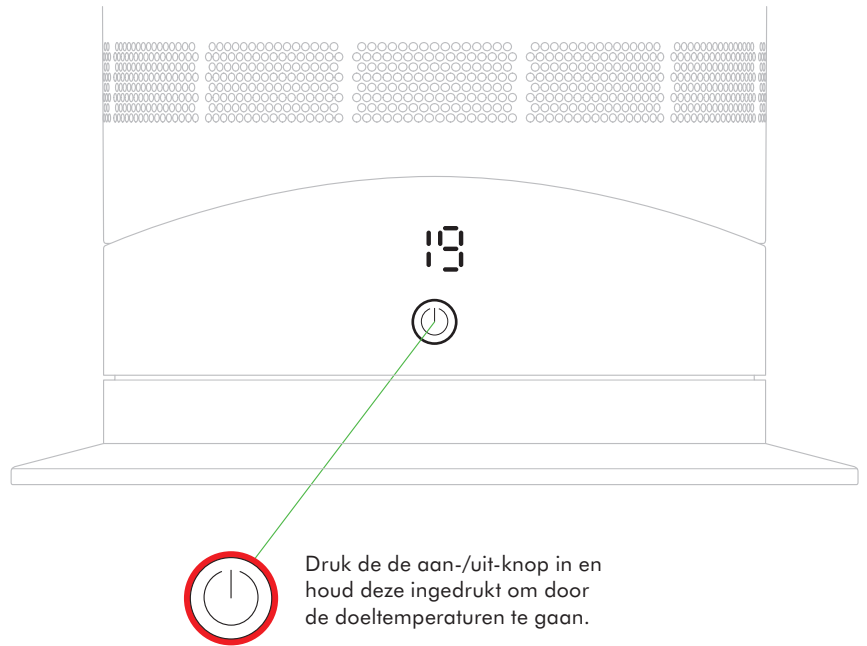 19
Druk de de aan-/uit-knop in en
houd deze ingedrukt om door
de doeltemperaturen te gaan.